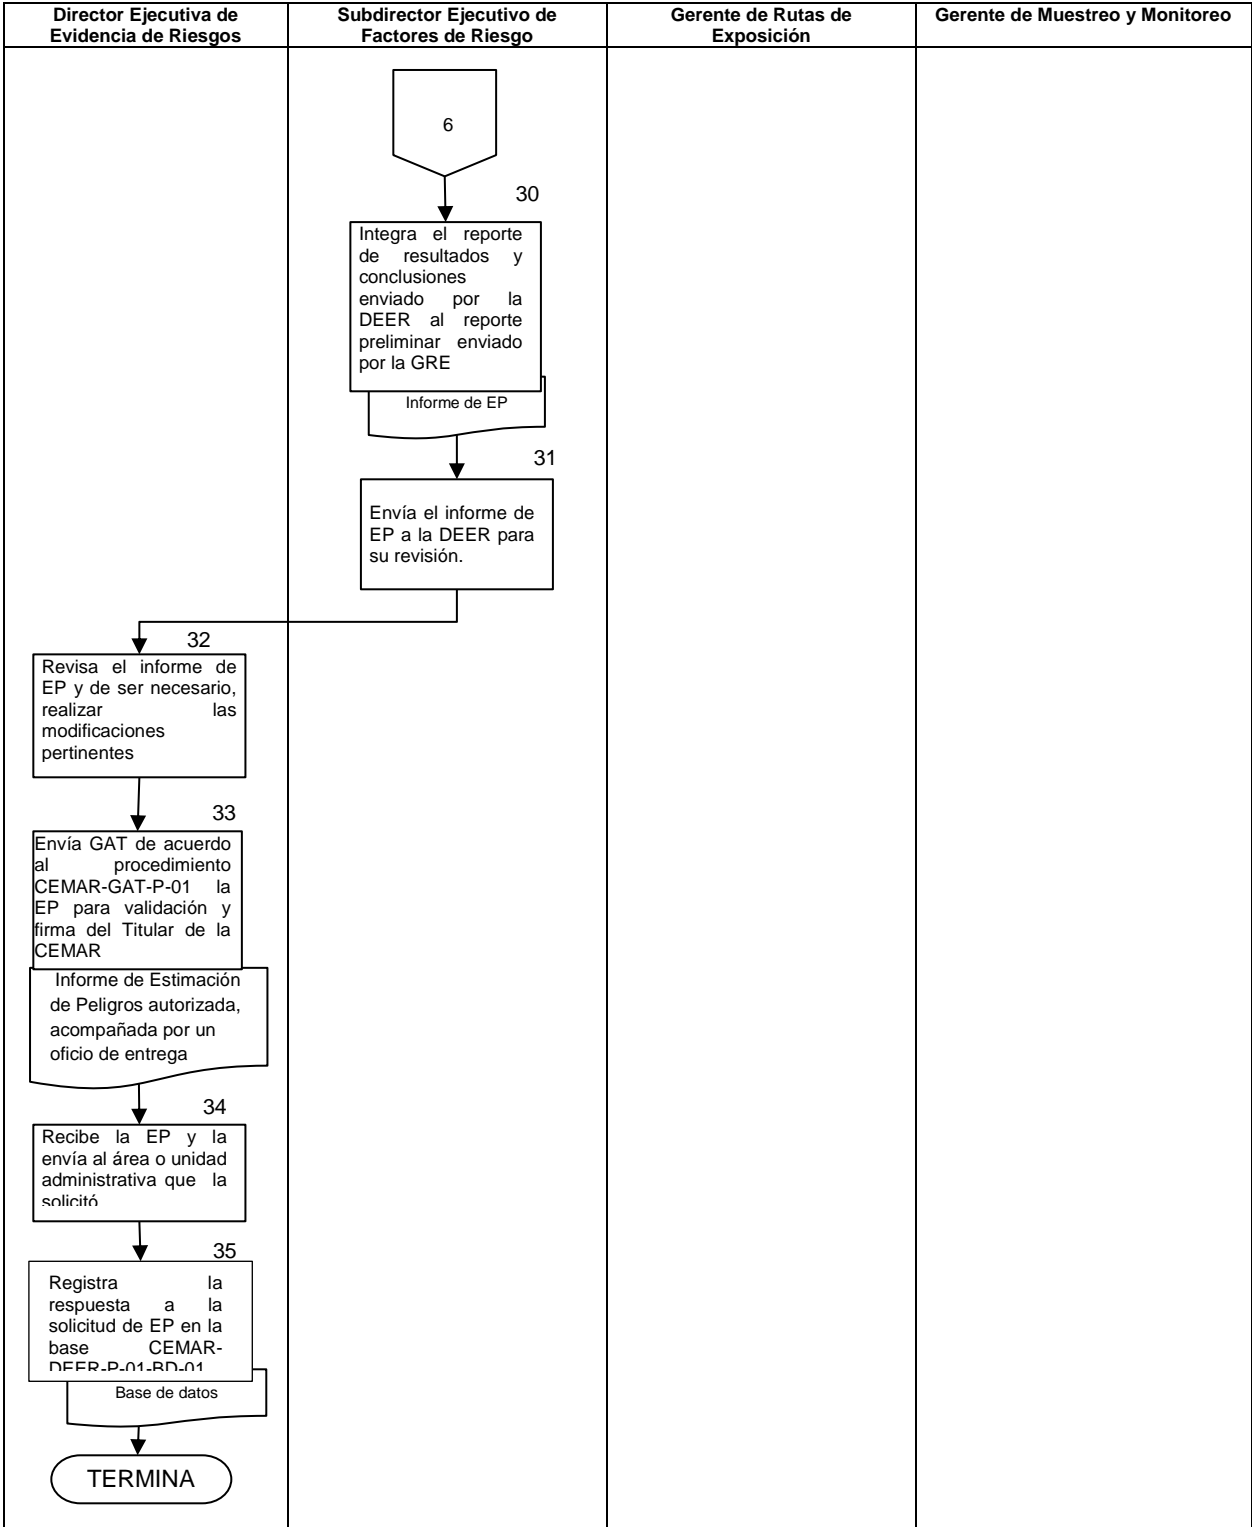 Director Ejecutiva de
Evidencia de Riesgos
Subdirector Ejecutivo de
Factores de Riesgo
Gerente de Rutas de
Exposición
Gerente de Muestreo y Monitoreo
6
30
Integra el reporte
de resultados y
conclusiones
enviado por la
DEER al reporte
preliminar enviado
por la GRE
Informe de EP
31
Envía el informe de
EP a la DEER para
su revisión.
32
Revisa el informe de
EP y de ser necesario,
realizar las
modificaciones
pertinentes
33
Envía GAT de acuerdo
al procedimiento
CEMAR-GAT-P-01 la
EP para validación y
firma del Titular de la
CEMAR
Informe de Estimación
de Peligros autorizada,
acompañada por un
oficio de entrega
34
Recibe la EP y la
envía al área o unidad
administrativa que la
solicitó
35
Registra la
respuesta a la
solicitud de EP en la
base CEMAR-
DEER-P-01-BD-01
Base de datos
TERMINA